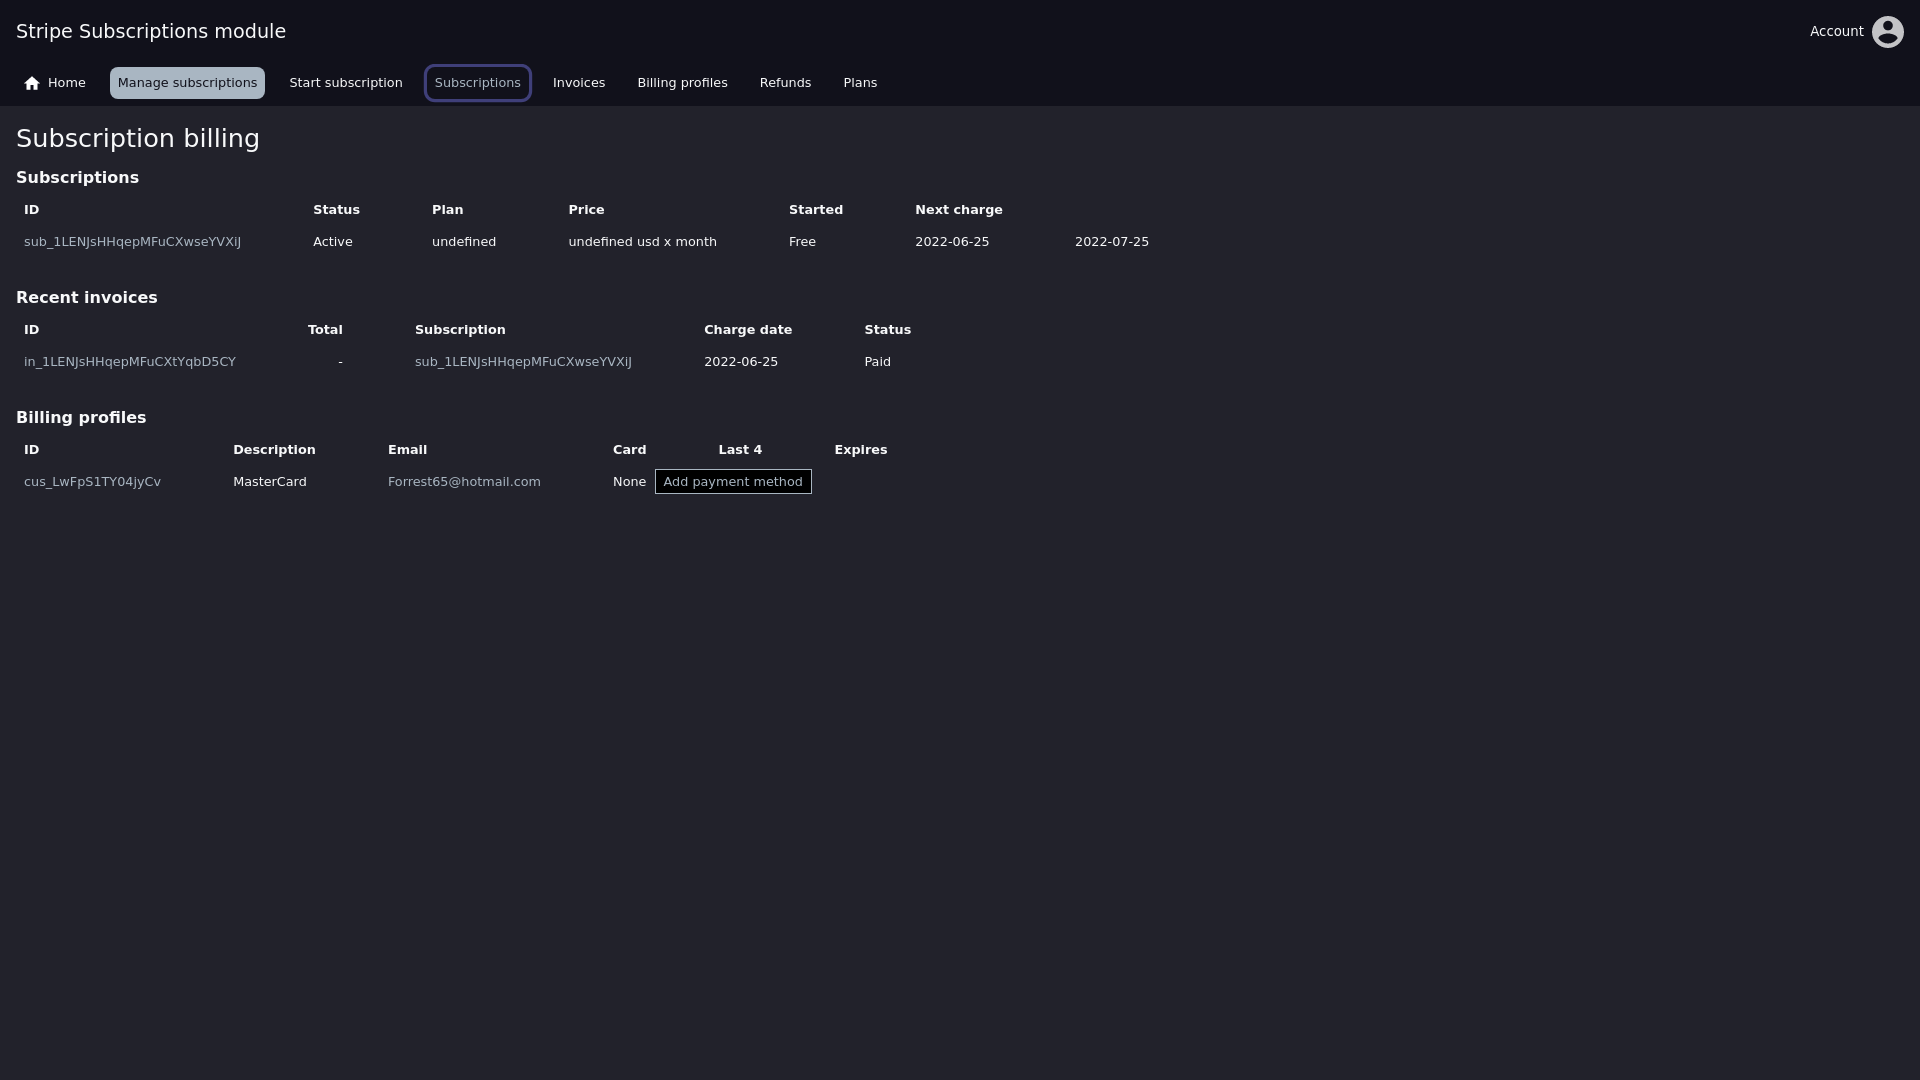 Stripe Subscriptions module
Account
Home Manage subscriptions Start subscription Subscriptions Invoices Billing profiles Refunds Plans
Subscription billing
Subscriptions
ID Status Plan Price Started Next charge
sub_1LENJsHHqepMFuCXwseYVXiJ Active undefined undefined usd x month Free 2022-06-25 2022-07-25
Recent invoices
ID Total Subscription Charge date Status
in_1LENJsHHqepMFuCXtYqbD5CY - sub_1LENJsHHqepMFuCXwseYVXiJ 2022-06-25 Paid
Billing profiles
ID Description Email Card Last 4 Expires
cus_LwFpS1TY04jyCv MasterCard Forrest65@hotmail.com None Add payment method